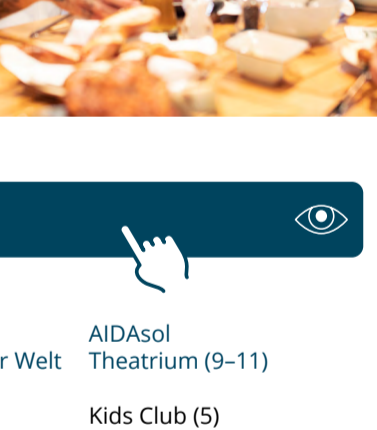 AIDAsol
r Welt
Theatrium (9–11)
Kids Club (5)